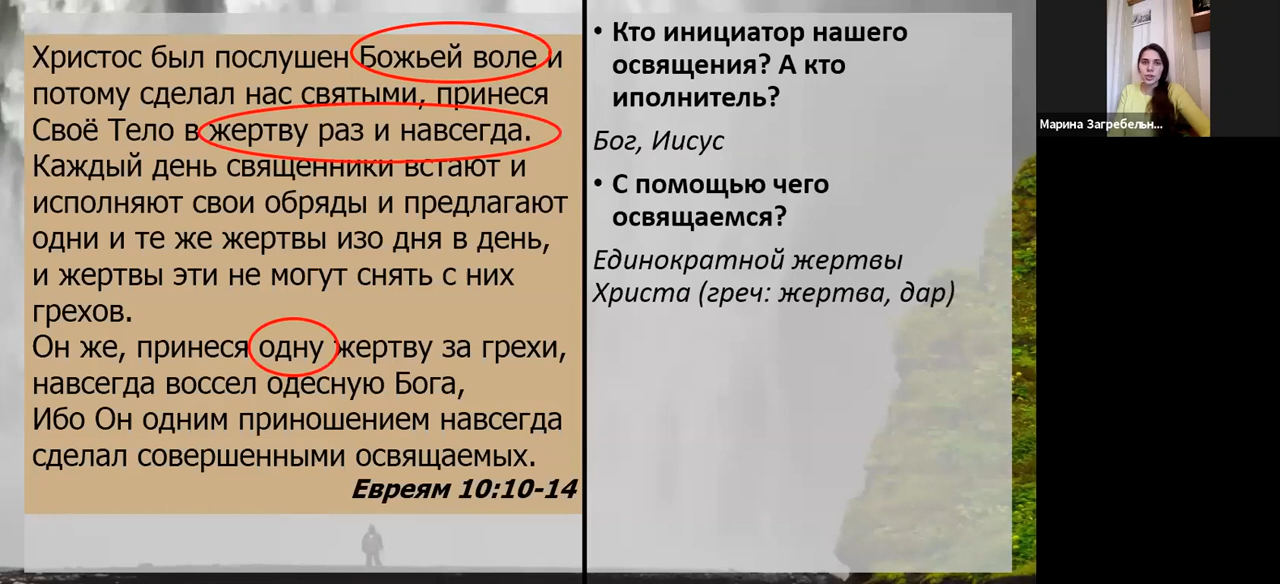 Христос был послушен Божьей воле и
потому сделал нас святыми, принеся
Своё Тело в жертву раз и навсегда.
Каждый день священники встают и
исполняют свои обряды и предлагают
одни и те же жертвы изо дня в день,
и жертвы эти не могут снять с них
грехов.
Он же, принеся одну жертву за грехи,
навсегда воссел одесную Бога,
Ибо Он одним приношением навсегда
сделал совершенными освящаемых.
Евреям 10:10-14
• Кто инициатор нашего
освящения? А кто
иполнитель?
Бог, Иисус
• С помощью чего
освящаемся?
Единократной жертвы
Христа (греч: жертва, дар)
Марина Загребельн...